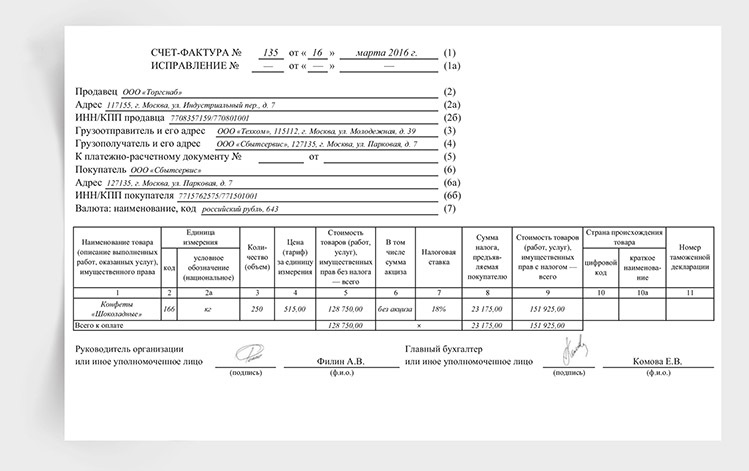 СЧЕТ-ФАКТУРА № 135 от « 16 » марта 2016 г. (1)
ИСПРАВЛЕНИЕ № — от « — » — (1а)
Продавец ООО «Торгснаб» (2)
Адрес 117155, г. Москва, ул. Индустриальный пер., д. 7 (2а)
ИНН/КПП продавца 7708357159/770801001 (2б)
Грузоотправитель и его адрес ООО «Техком», 115112, г. Москва, ул. Молодежная, д. 39 (3)
Грузополучатель и его адрес ООО «Сбытсервис», 127135, г. Москва, ул. Парковая, д. 7 (4)
К платежно-расчетному документу № от (5)
Покупатель ООО «Сбытсервис» (6)
Адрес 127135, г. Москва, ул. Парковая, д. 7 (6а)
ИНН/КПП покупателя 7715762575/771501001 (6б)
Валюта: наименование, код российский рубль, 643 (7)
Наименование товара
(описание выполненных
работ, оказанных услуг),
имущественного права
Единица
измерения
код
условное
обозначение
(национальное)
Коли-
чество
(объем)
Цена
(тариф)
за единицу
измерения
Стоимость
товаров (работ,
услуг),
имущественных
прав без налога
— всего
В том
числе
сумма
акциза
Налоговая
ставка
Сумма
налога,
предъяв-
ляемая
покупателю
Стоимость товаров
(работ, услуг),
имущественных
прав с налогом —
всего
Страна происхождения
товара
цифровой
код
краткое
наименова-
ние
Номер
таможенной
декларации
1 2 2а 3 4 5 6 7 8 9 10 10а 11
Конфеты
«Шоколадные» 166 кг 250 515,00 128 750,00 без акциза 18% 23 175,00 151 925,00
Всего к оплате 128 750,00 × 23 175,00 151 925,00
Руководитель организации
или иное уполномоченное лицо Филин А.В.
(подпись) (ф.и.о.)
Главный бухгалтер
или иное уполномоченное лицо Комова Е.В.
(подпись) (ф.и.о.)